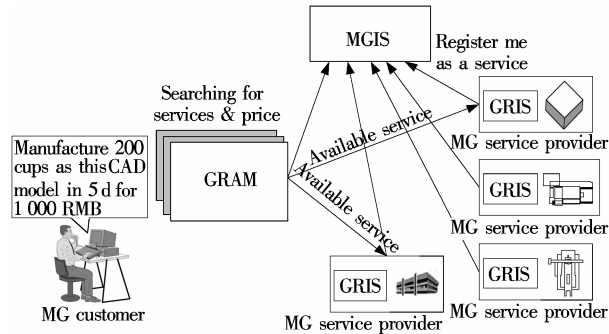 MGIS
Register me
as a service
Searching for
services & price
GRIS
MG service provider
Available service
Manufacture 200
cups as thisCAD
model in 5 d for
1 000 RMB
GRAM
Available service
GRIS
MG service provider
GRIS
GRIS
MG customer
MG service provider
MG service provider